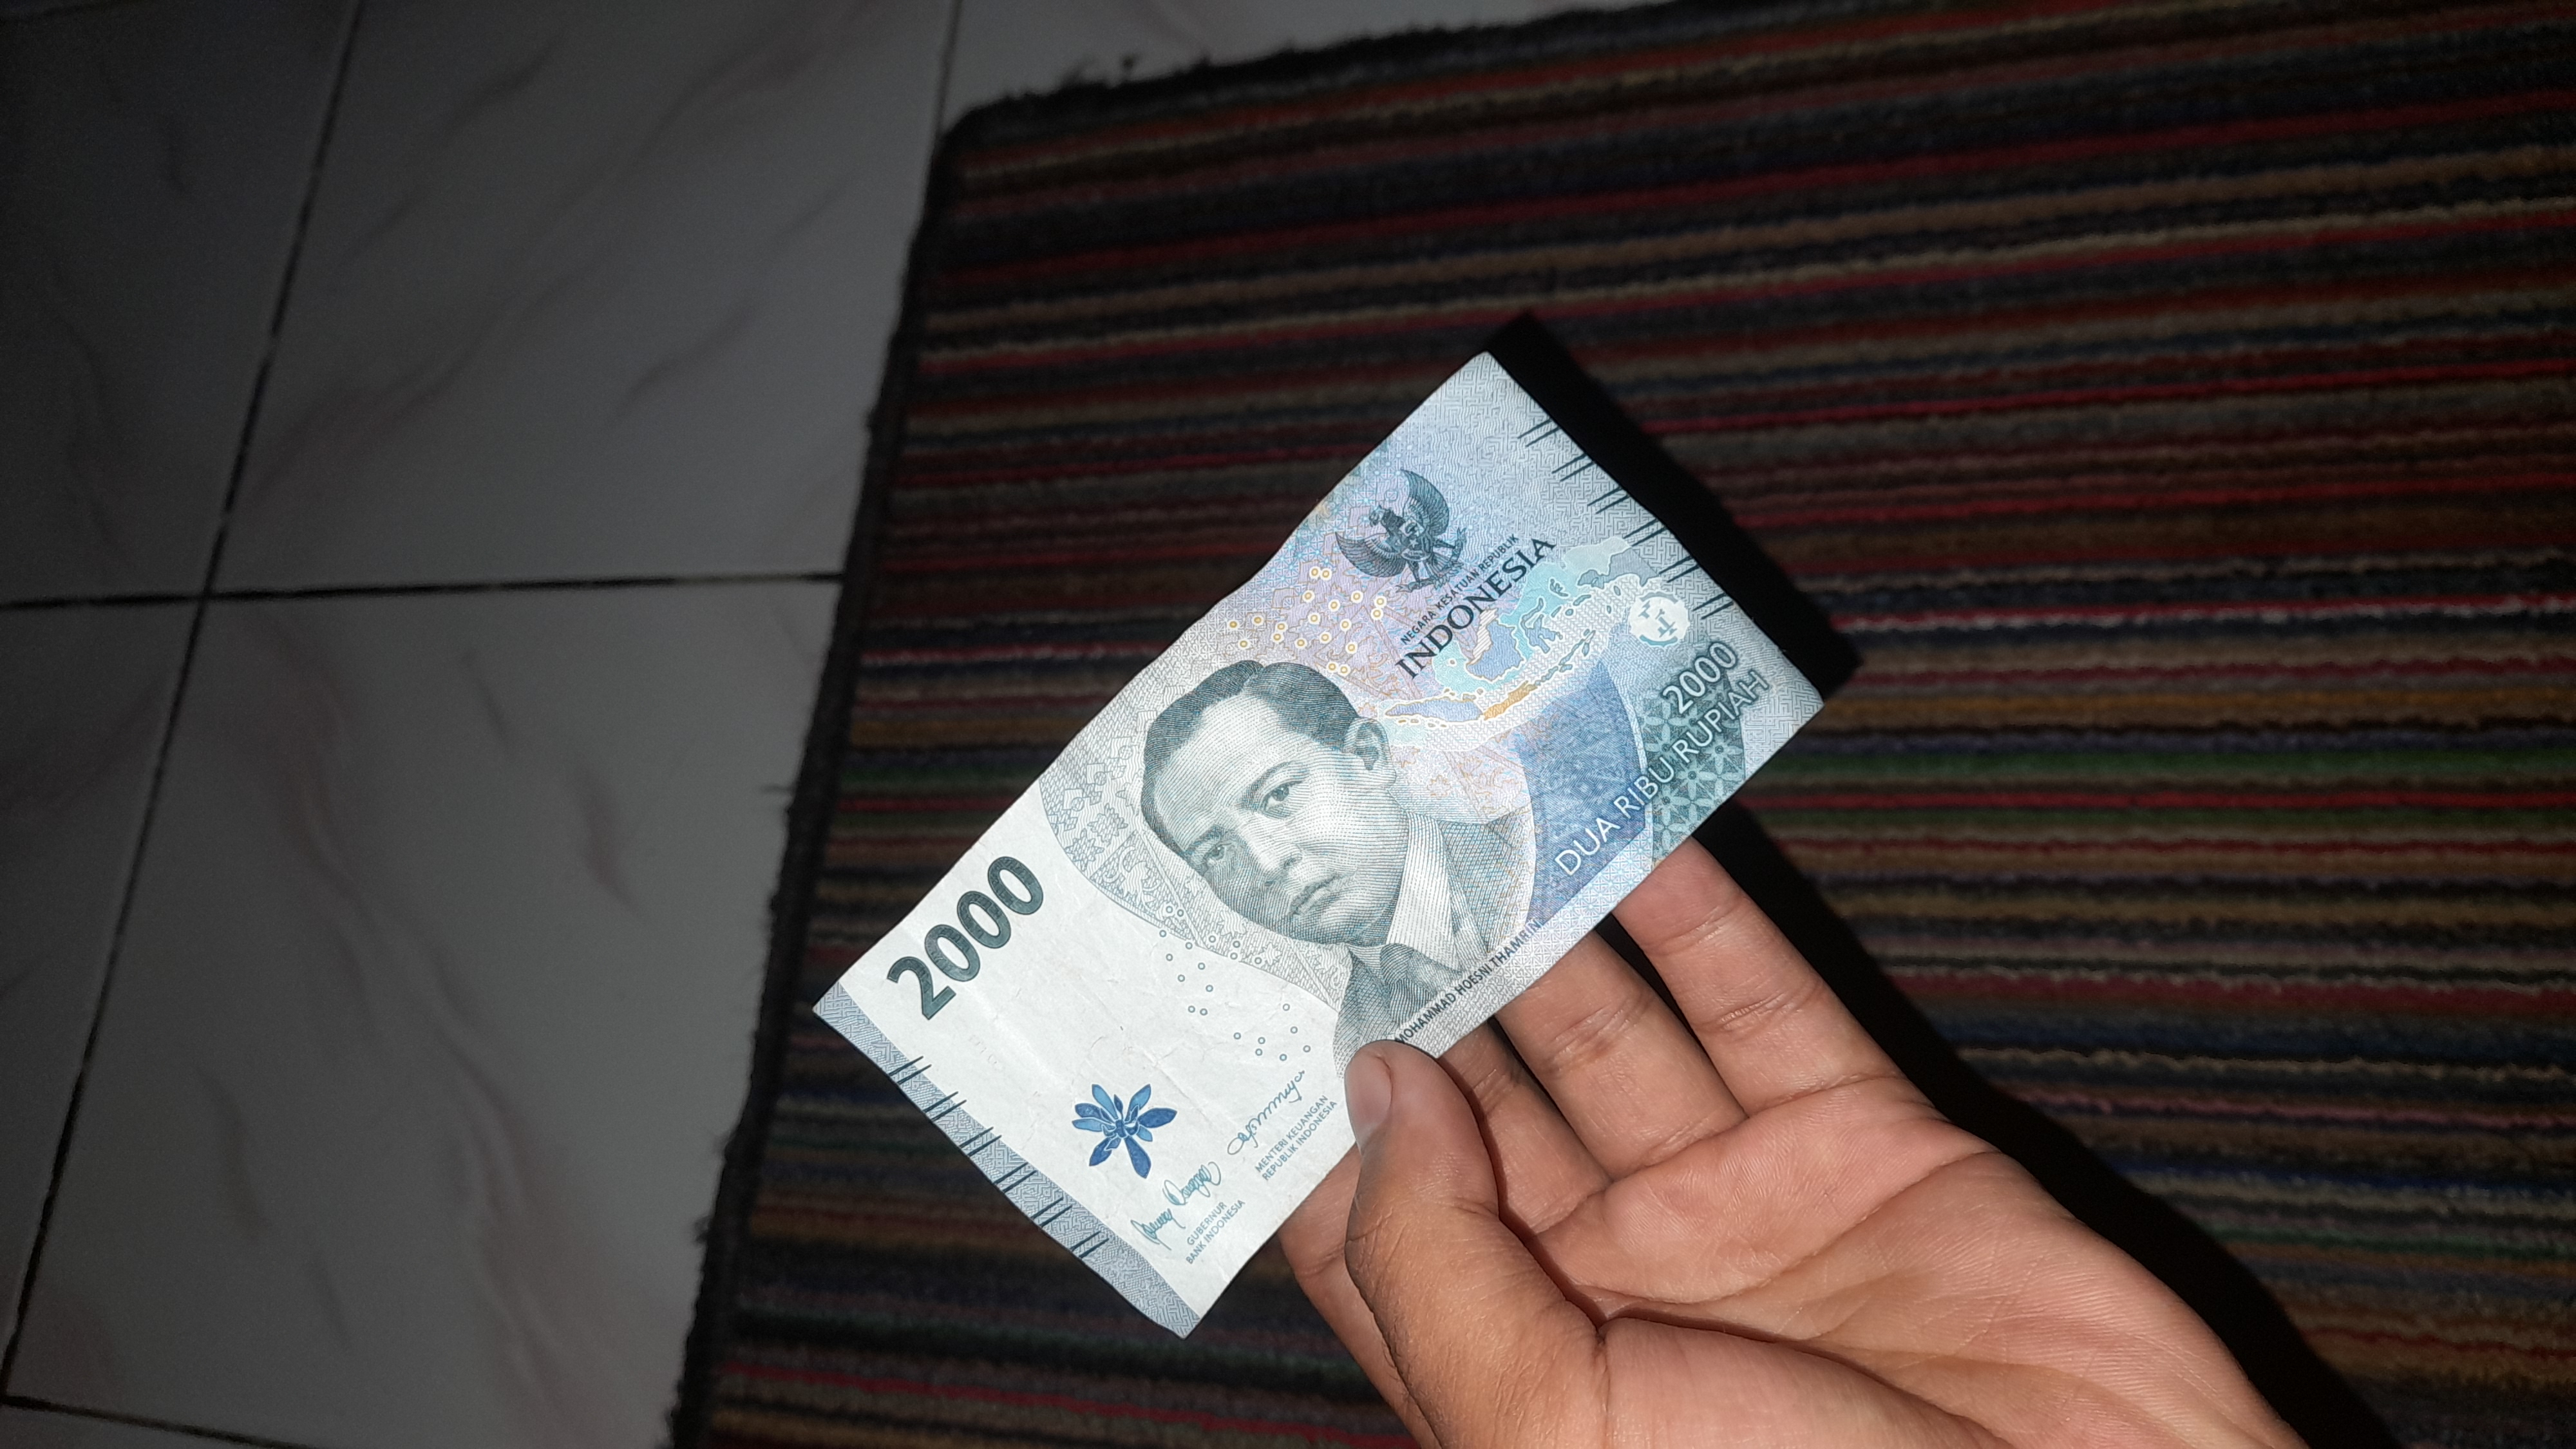 2000
GUBERNUR
BANK INDONESIA
MENTERI KEUANGAN
REPUBLIK INDONESIA
MOHAMMAD HOESNI THAMRIN
NEGARA KESATUAN REPUBLIK
INDONESIA
DUA RIBU RUPIAH
2000